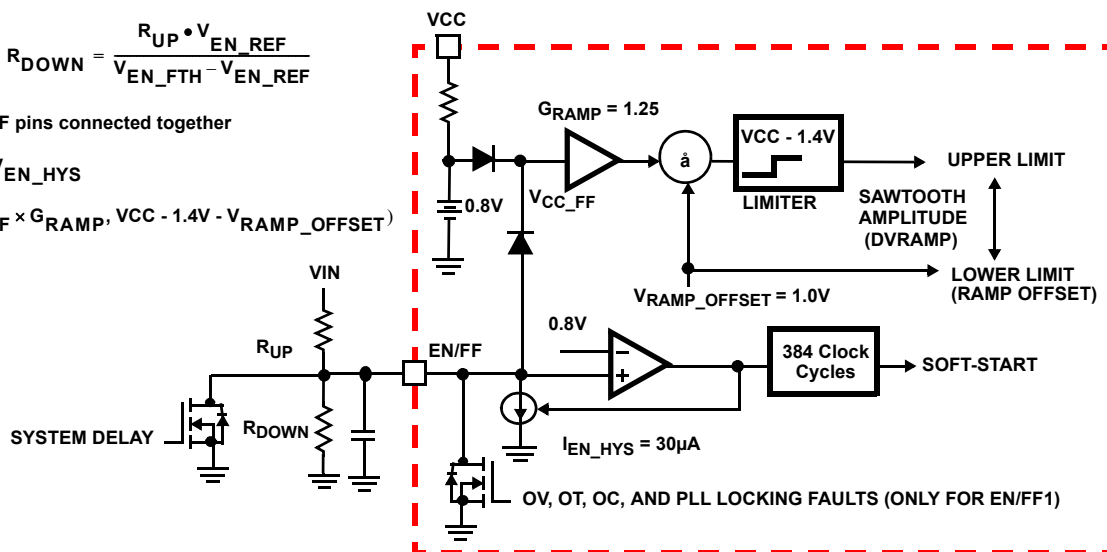 R_DOWN = R_UP • V_EN_REF / V_EN_FTH – V_EN_REF
F pins connected together
V_EN_HYS
F × G_RAMP, VCC - 1.4V - V_RAMP_OFFSET)
VCC
G_RAMP = 1.25
0.8V
V_CC_FF
å
VCC - 1.4V
LIMITER
UPPER LIMIT
SAWTOOTH
AMPLITUDE
(DVRAMP)
LOWER LIMIT
(RAMP OFFSET)
V_RAMP_OFFSET = 1.0V
VIN
R_UP
EN/FF
0.8V
–
+
384 Clock
Cycles
SOFT-START
SYSTEM DELAY
R_DOWN
I_EN_HYS = 30µA
OV, OT, OC, AND PLL LOCKING FAULTS (ONLY FOR EN/FF1)